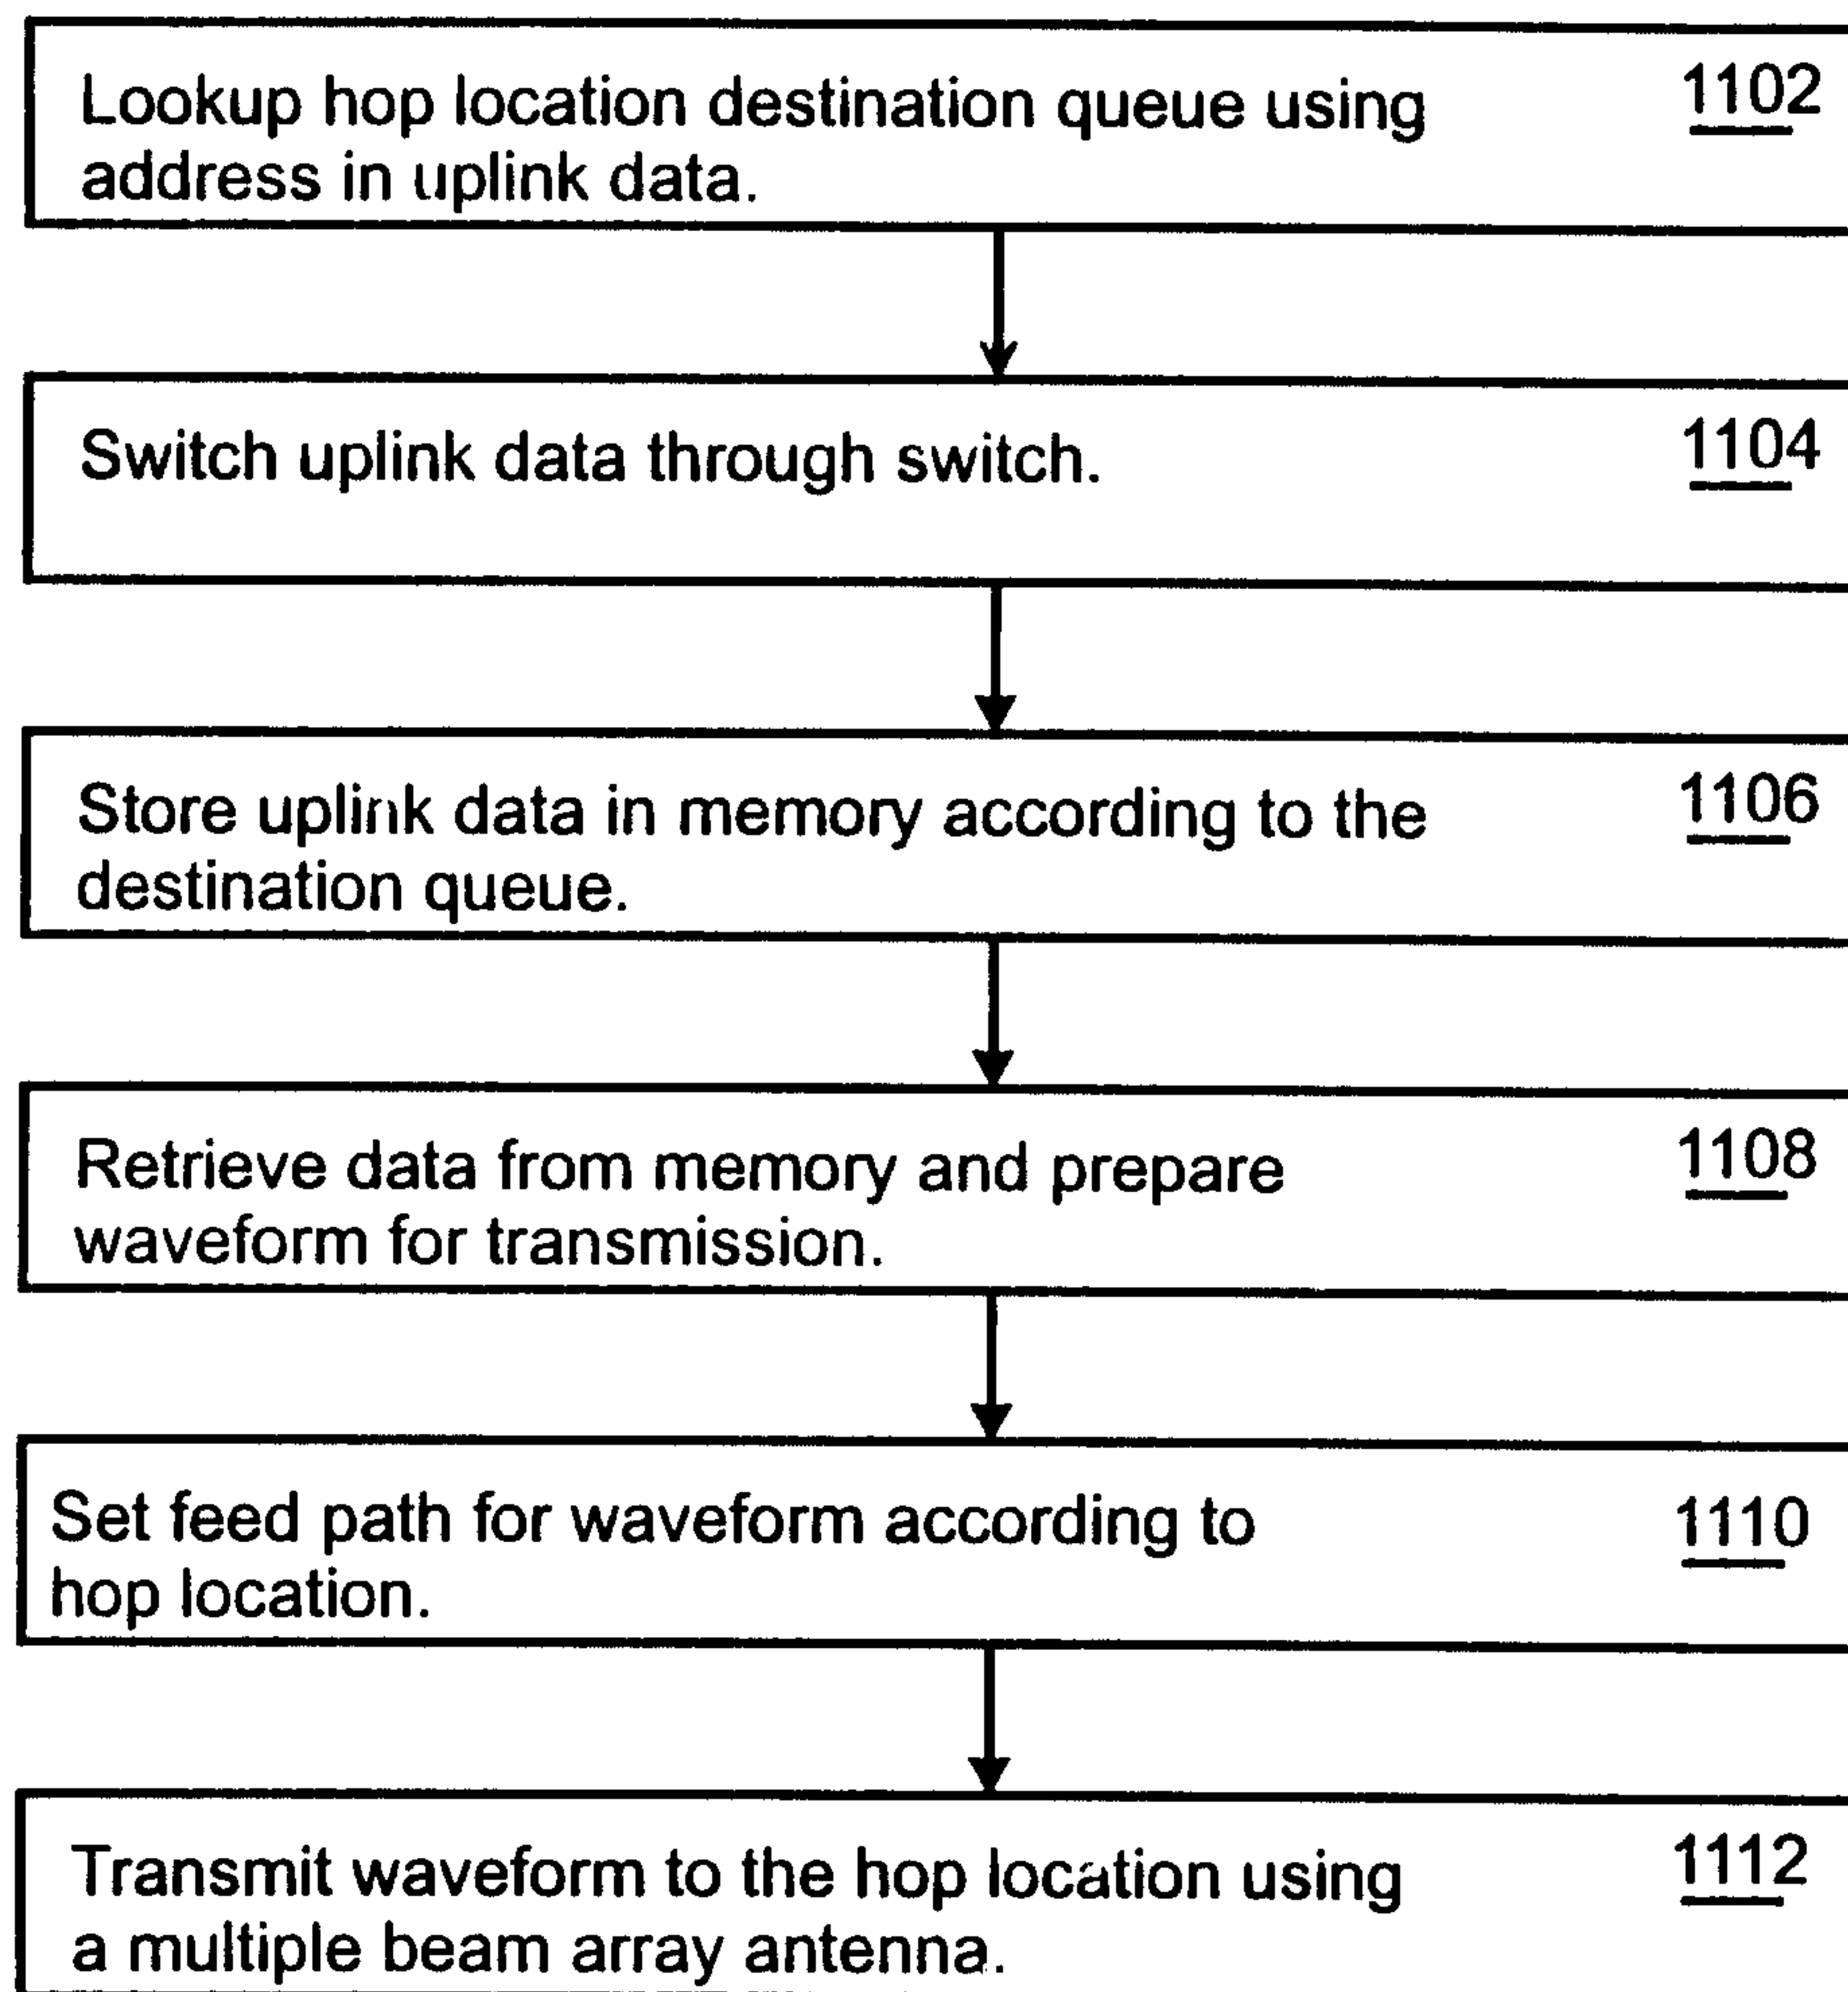 Lookup hop location destination queue using 1102
address in uplink data.
Switch uplink data through switch. 1104
Store uplink data in memory according to the 1106
destination queue.
Retrieve data from memory and prepare 1108
waveform for transmission.
Set feed path for waveform according to 1110
hop location.
Transmit waveform to the hop location using 1112
a multiple beam array antenna.